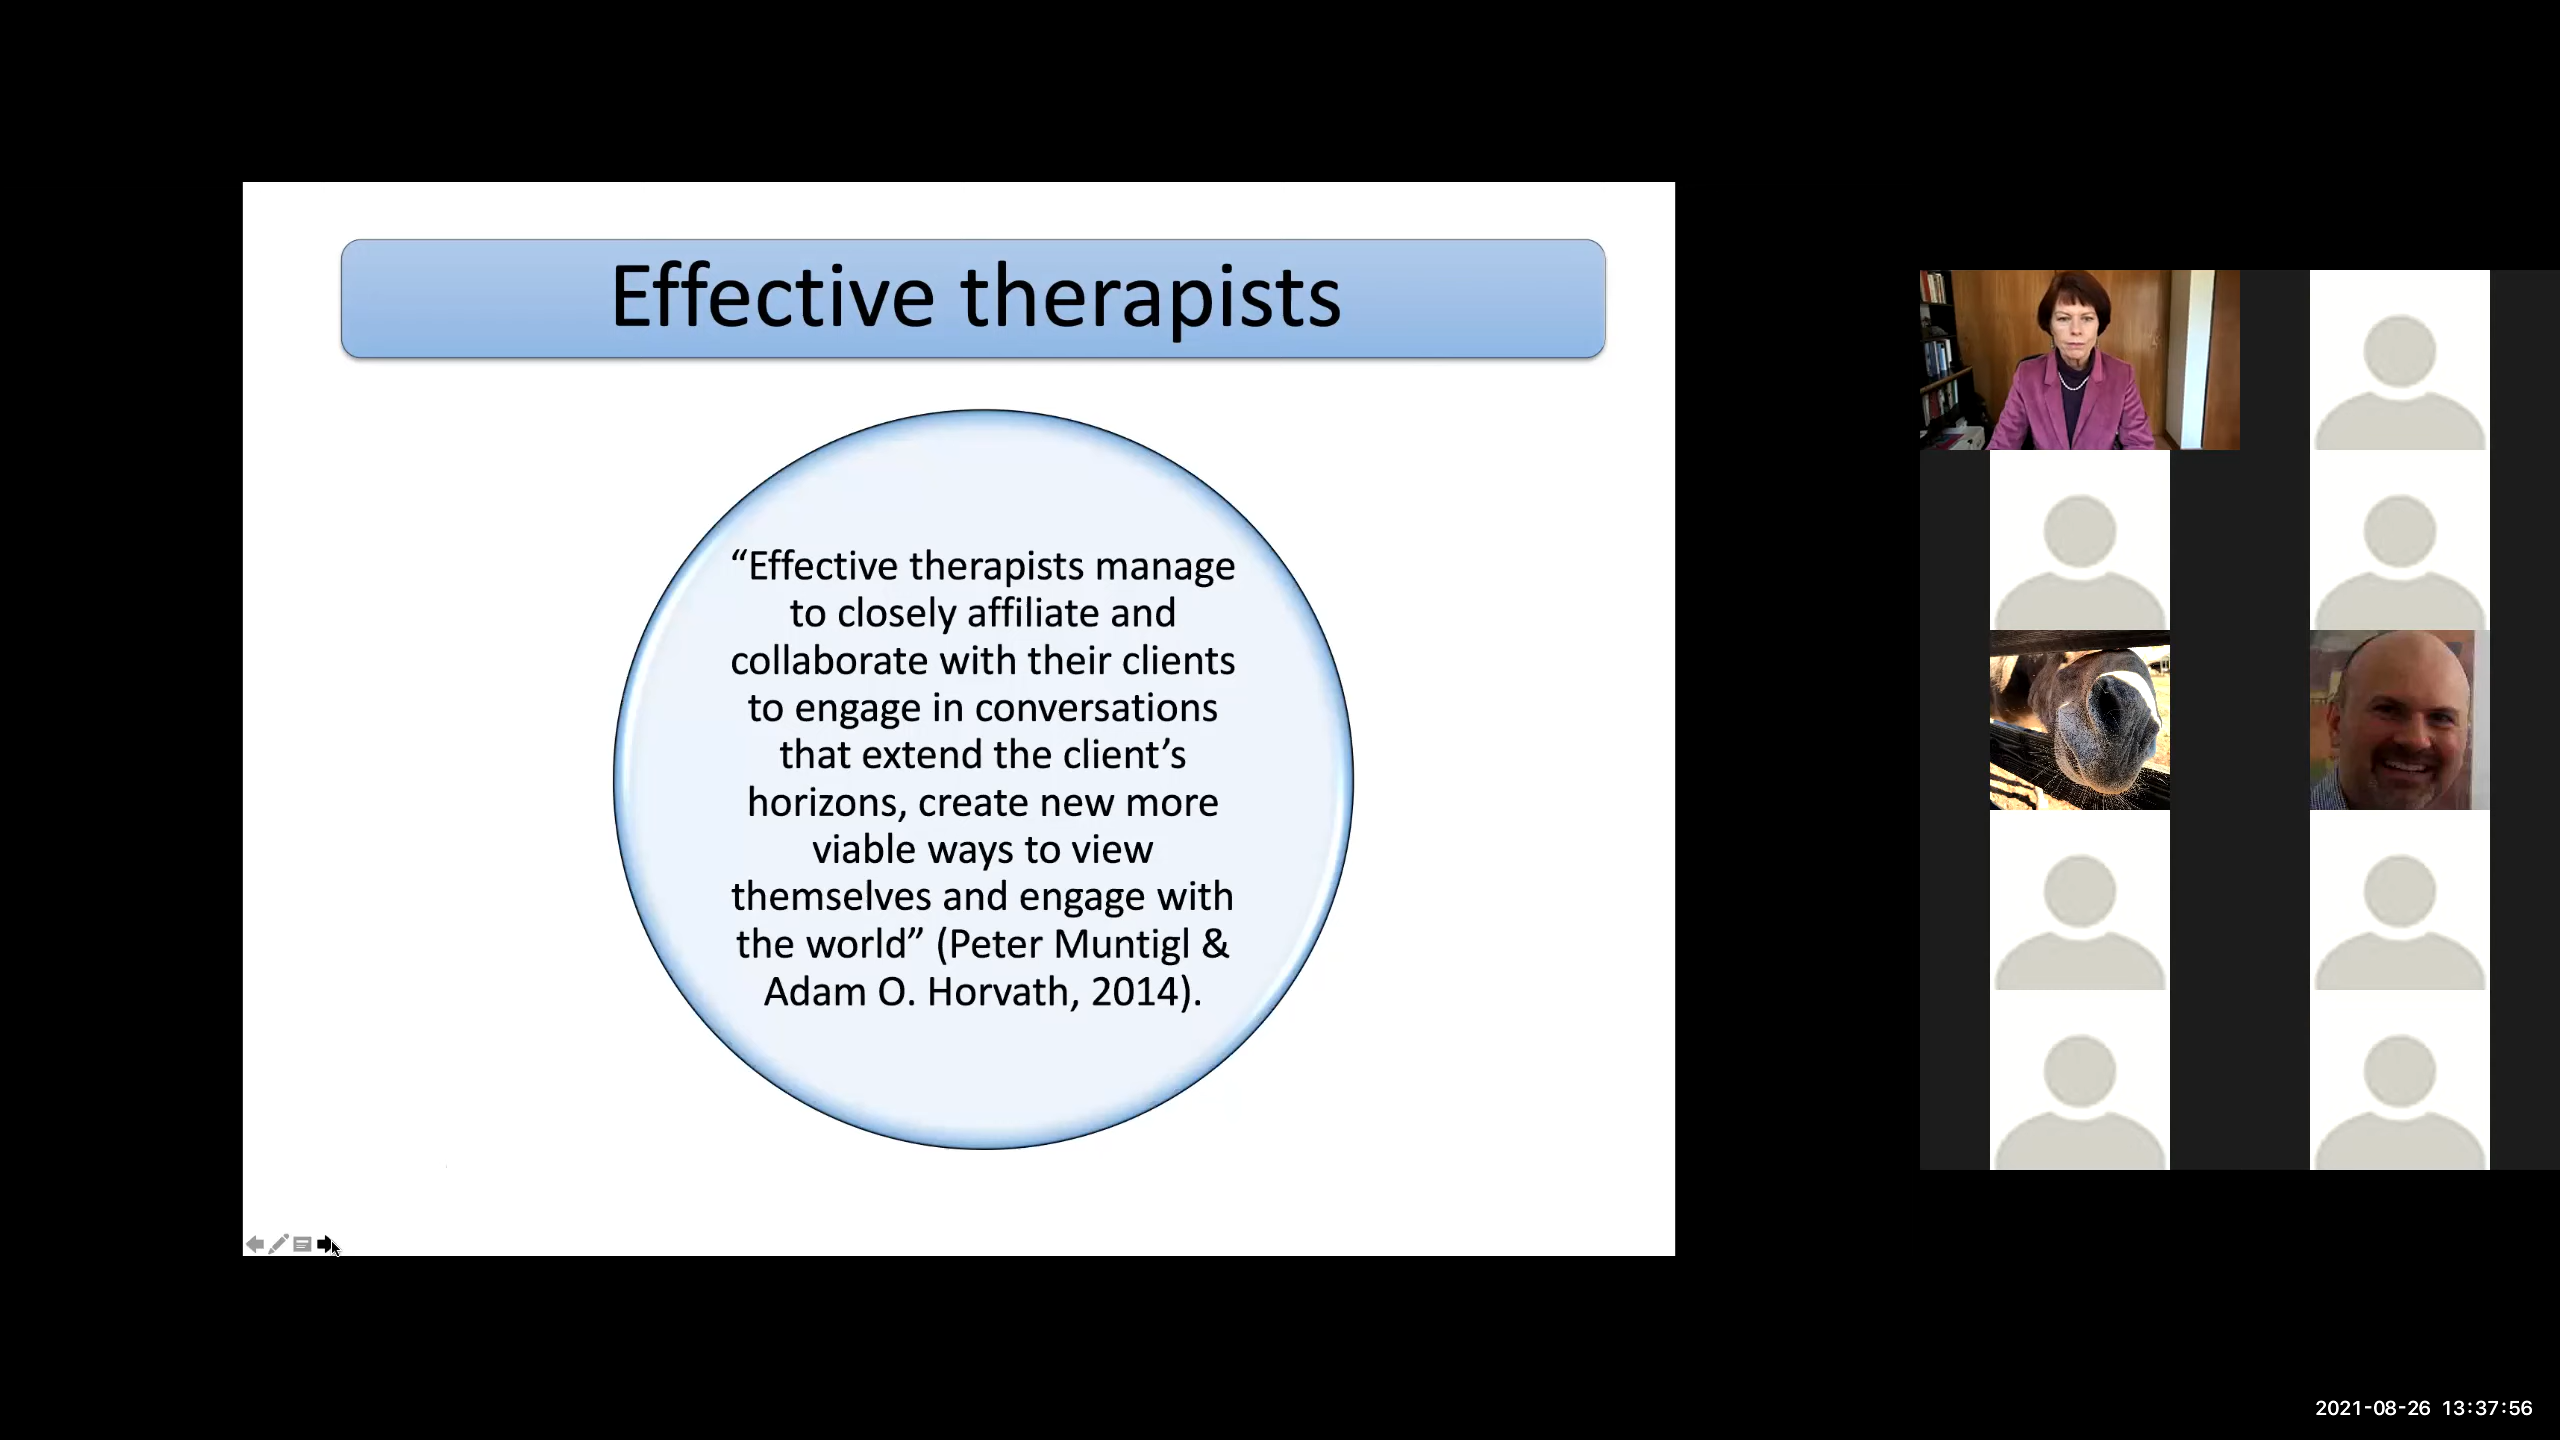 Effective therapists
“Effective therapists manage
to closely affiliate and
collaborate with their clients
to engage in conversations
that extend the client’s
horizons, create new more
viable ways to view
themselves and engage with
the world” (Peter Muntigl &
Adam O. Horvath, 2014).
2021-08-26 13:37:56